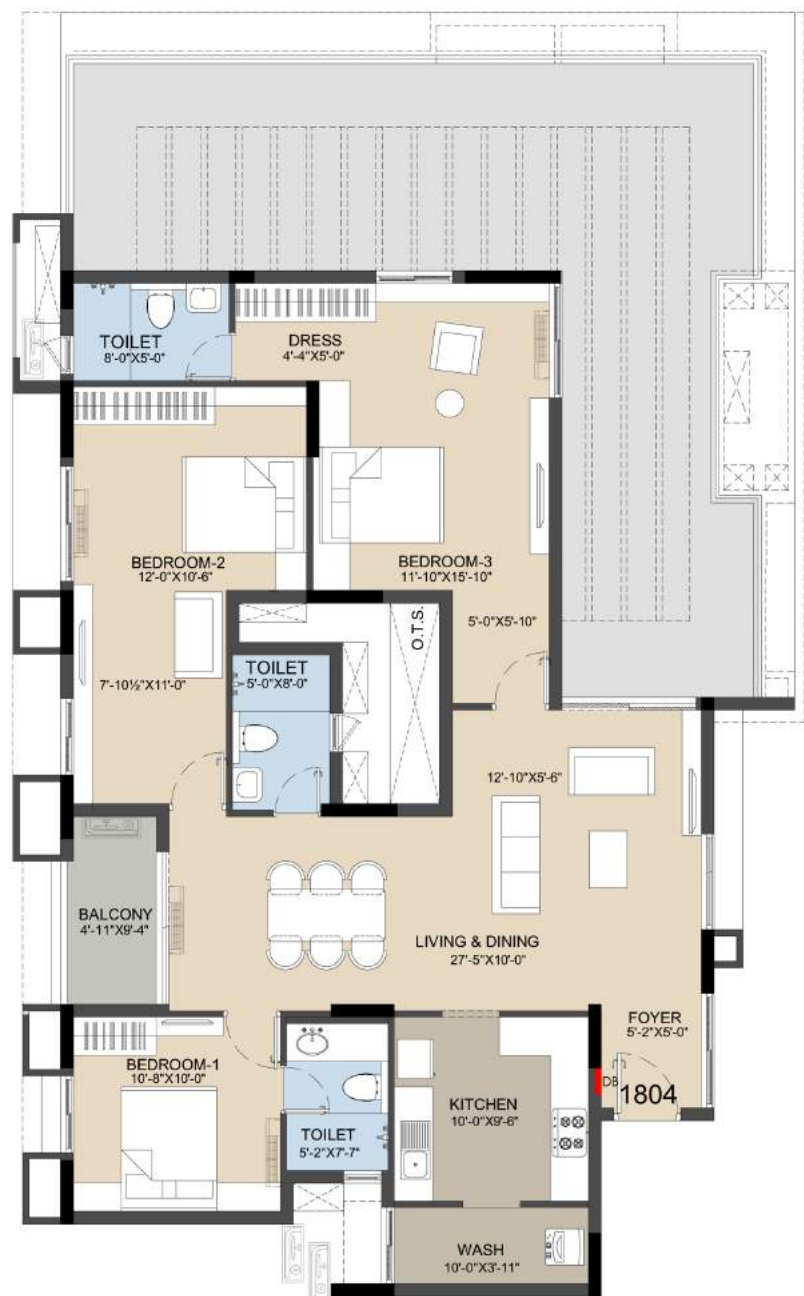 TOILET
8'-0"X5'-0"
DRESS
4'-4"X5'-0"
BEDROOM-2
12'-0"X10'-6"
BEDROOM-3
11'-10"X15'-10"
5'-0"X5'-10"
O.T.S.
TOILET
5'-0"X8'-0"
7'-10½"X11'-0"
12'-10"X5'-6"
BALCONY
4'-11"X9'-4"
LIVING & DINING
27'-5"X10'-0"
FOYER
5'-2"X5'-0"
BEDROOM-1
10'-8"X10'-0"
DB
1804
KITCHEN
10'-0"X9'-6"
TOILET
5'-2"X7'-7"
WASH
10'-0"X3'-11"